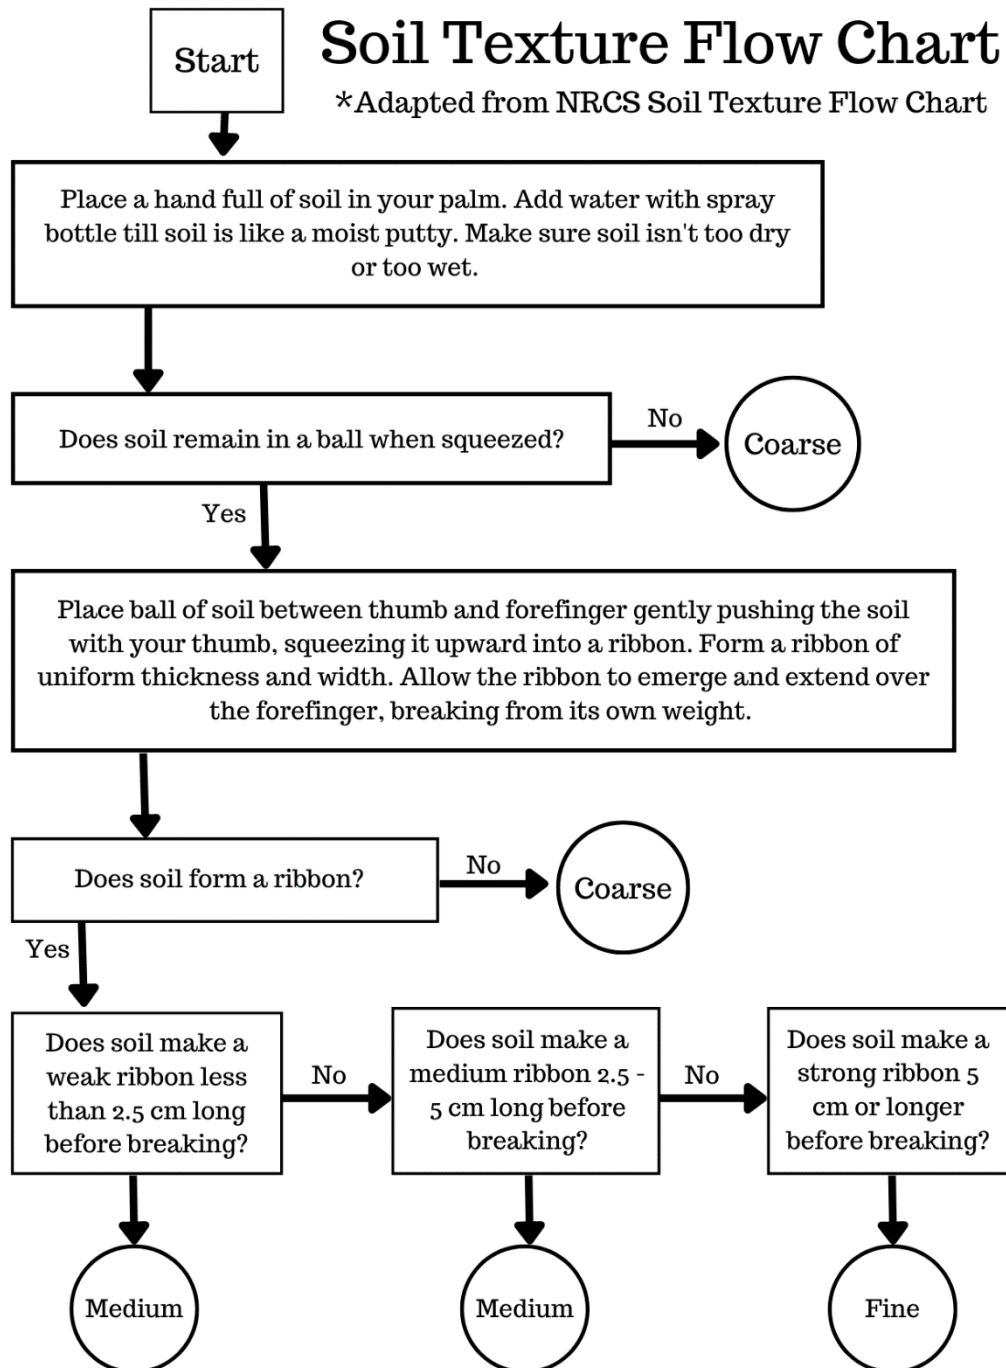 Start
Soil Texture Flow Chart
*Adapted from NRCS Soil Texture Flow Chart
Place a hand full of soil in your palm. Add water with spray
bottle till soil is like a moist putty. Make sure soil isn't too dry
or too wet.
Does soil remain in a ball when squeezed?
No
Coarse
Yes
Place ball of soil between thumb and forefinger gently pushing the soil
with your thumb, squeezing it upward into a ribbon. Form a ribbon of
uniform thickness and width. Allow the ribbon to emerge and extend over
the forefinger, breaking from its own weight.
Does soil form a ribbon?
No
Coarse
Yes
Does soil make a
weak ribbon less
than 2.5 cm long
before breaking?
No
Does soil make a
medium ribbon 2.5 -
5 cm long before
breaking?
No
Does soil make a
strong ribbon 5
cm or longer
before breaking?
Medium
Medium
Fine